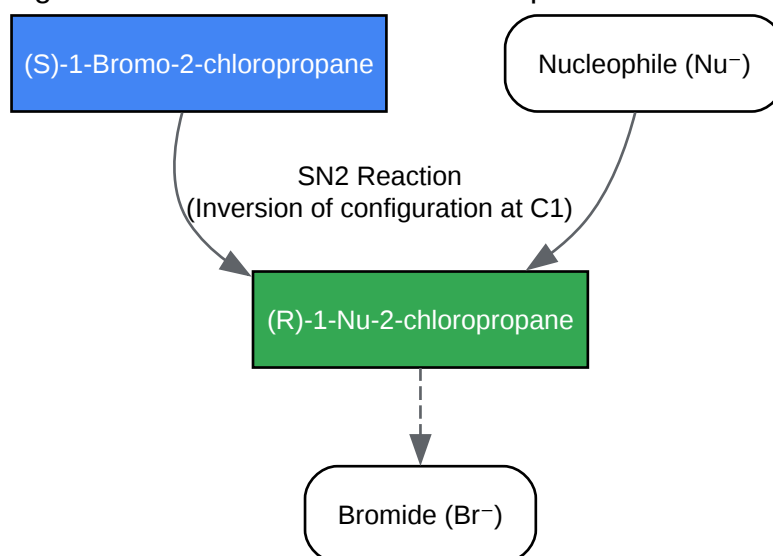 (S)-1-Bromo-2-chloropropane
Nucleophile (Nu⁻)
SN2 Reaction
(Inversion of configuration at C1)
(R)-1-Nu-2-chloropropane
Bromide (Br⁻)